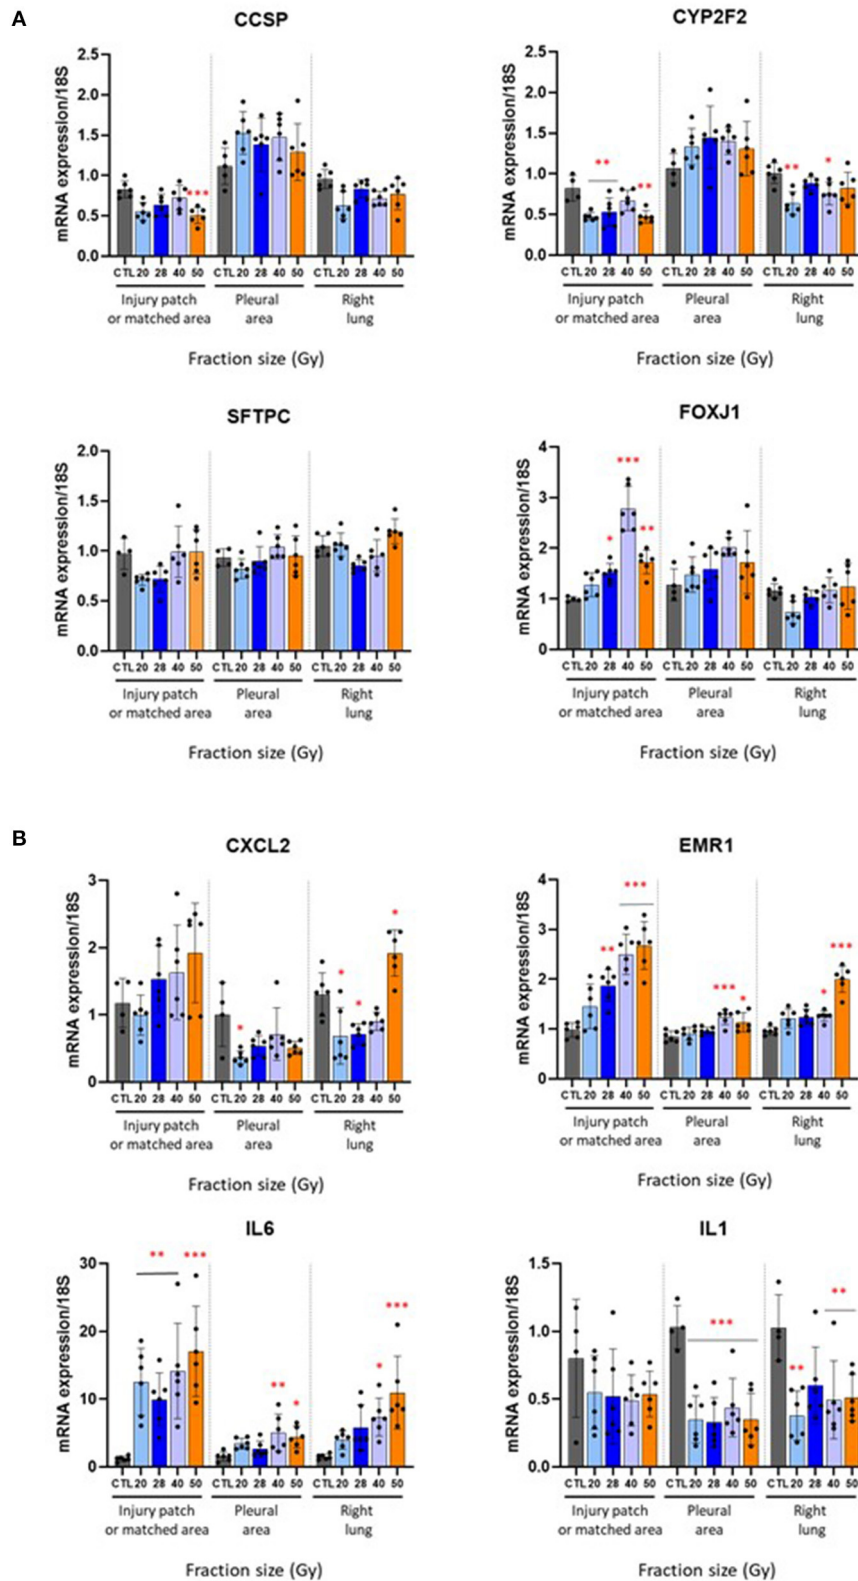 A
CCSP
mRNA expression/18S
2.5
2.0
1.5
1.0
0.5
0.0
***
CTL 20 28 40 50 CTL 20 28 40 50 CTL 20 28 40 50
Injury patch Pleural Right
or matched area area lung
Fraction size (Gy)
CYP2F2
mRNA expression/18S
2.5
2.0
1.5
1.0
0.5
0.0
** ** ** *
CTL 20 28 40 50 CTL 20 28 40 50 CTL 20 28 40 50
Injury patch Pleural Right
or matched area area lung
Fraction size (Gy)
SFTPC
mRNA expression/18S
2.0
1.5
1.0
0.5
0.0
CTL 20 28 40 50 CTL 20 28 40 50 CTL 20 28 40 50
Injury patch Pleural Right
or matched area area lung
Fraction size (Gy)
FOXJ1
mRNA expression/18S
4
3
2
1
0
* *** **
CTL 20 28 40 50 CTL 20 28 40 50 CTL 20 28 40 50
Injury patch Pleural Right
or matched area area lung
Fraction size (Gy)
B
CXCL2
mRNA expression/18S
3
2
1
0
* * * *
CTL 20 28 40 50 CTL 20 28 40 50 CTL 20 28 40 50
Injury patch Pleural Right
or matched area area lung
Fraction size (Gy)
EMR1
mRNA expression/18S
4
3
2
1
0
** *** *** * * ***
CTL 20 28 40 50 CTL 20 28 40 50 CTL 20 28 40 50
Injury patch Pleural Right
or matched area area lung
Fraction size (Gy)
IL6
mRNA expression/18S
30
20
10
0
** *** ** * * ***
CTL 20 28 40 50 CTL 20 28 40 50 CTL 20 28 40 50
Injury patch Pleural Right
or matched area area lung
Fraction size (Gy)
IL1
mRNA expression/18S
1.5
1.0
0.5
0.0
*** ** **
CTL 20 28 40 50 CTL 20 28 40 50 CTL 20 28 40 50
Injury patch Pleural Right
or matched area area lung
Fraction size (Gy)